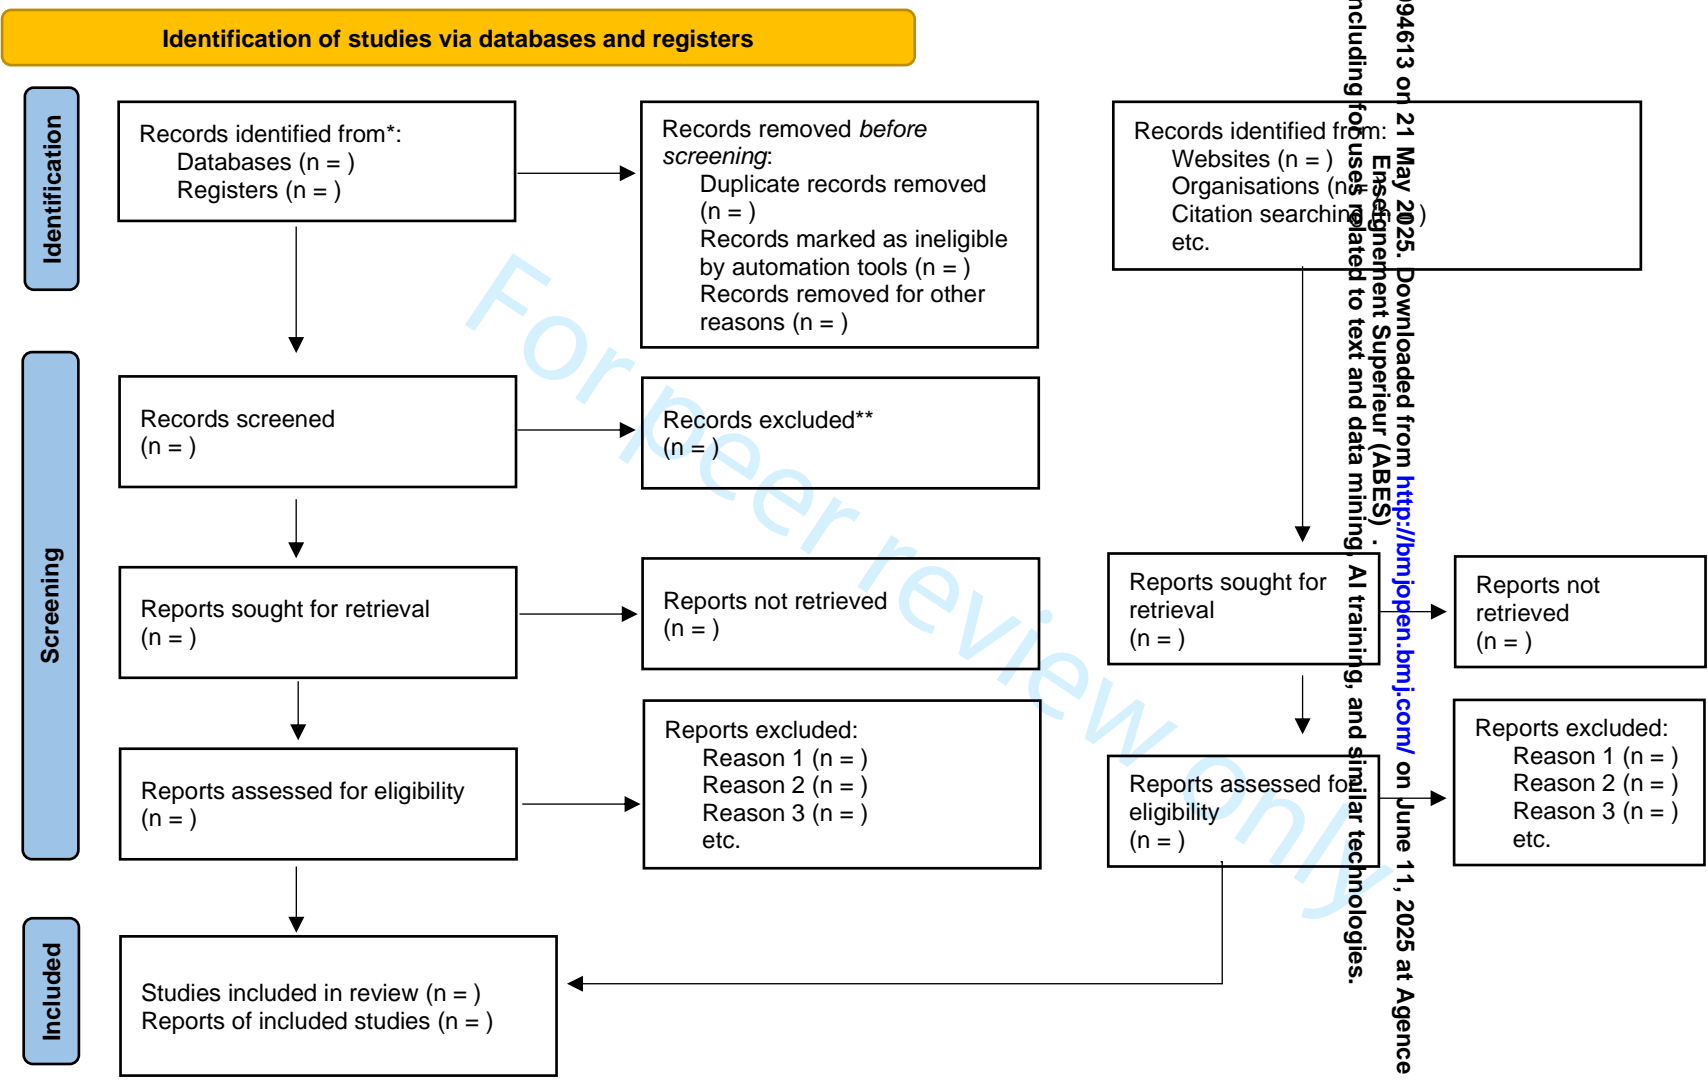 Identification of studies via databases and registers
Identification
Records identified from*:
Databases (n = )
Registers (n = )
Records removed before
screening:
Duplicate records removed
(n = )
Records marked as ineligible
by automation tools (n = )
Records removed for other
reasons (n = )
Records identified from:
Websites (n = )
Organisations (n =
Citation searching (n = )
etc.
Screening
Records screened
(n = )
Records excluded**
(n = )
Reports sought for retrieval
(n = )
Reports not retrieved
(n = )
Reports sought for
retrieval
(n = )
Reports not
retrieved
(n = )
Reports assessed for eligibility
(n = )
Reports excluded:
Reason 1 (n = )
Reason 2 (n = )
Reason 3 (n = )
etc.
Reports assessed for
eligibility
(n = )
Reports excluded:
Reason 1 (n = )
Reason 2 (n = )
Reason 3 (n = )
etc.
Included
Studies included in review (n = )
Reports of included studies (n = )
For peer review only
94613 on 21 May 2025. Downloaded from http://bmjopen.bmj.com/ on June 11, 2025 at Agence
Enseignement Superieur (ABES) .
ncluding for uses related to text and data mining, AI training, and similar technologies.